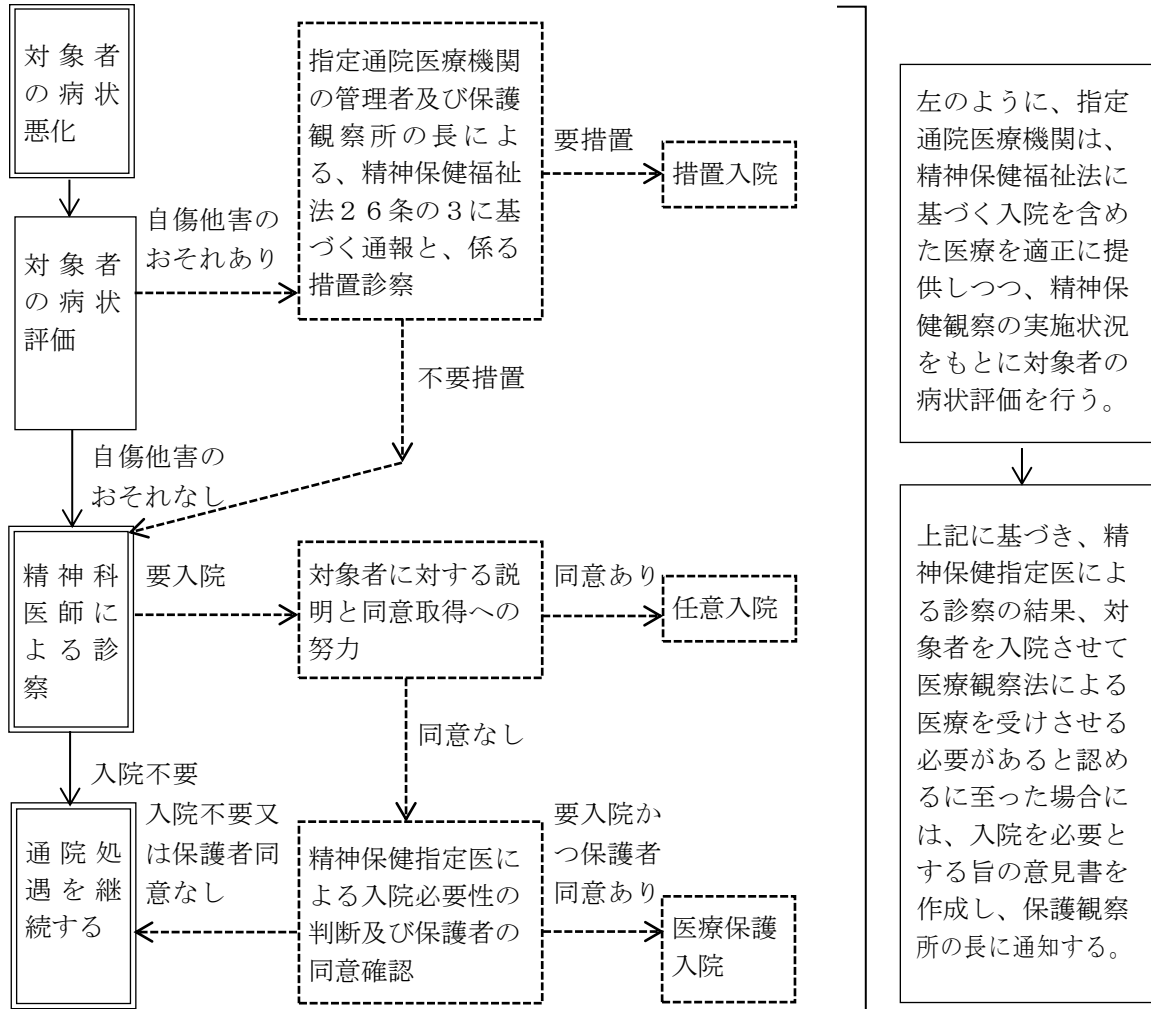 対象者
の病状
悪化
対象者
の病状
評価
自傷他害の
おそれあり
指定通院医療機関
の管理者及び保護
観察所の長によ
る、精神保健福祉
法２６条の３に基
づく通報と、係る
措置診察
要措置
措置入院
不要措置
自傷他害の
おそれなし
精神科
医師に
よる診
察
要入院
対象者に対する説
明と同意取得への
努力
同意あり
任意入院
同意なし
入院不要
通院処
遇を継
続する
入院不要又
は保護者同
意なし
精神保健指定医に
よる入院必要性の
判断及び保護者の
同意確認
要入院か
つ保護者
同意あり
医療保護
入院
左のように、指定
通院医療機関は、
精神保健福祉法に
基づく入院を含め
た医療を適正に提
供しつつ、精神保
健観察の実施状況
をもとに対象者の
病状評価を行う。
上記に基づき、精
神保健指定医によ
る診察の結果、対
象者を入院させて
医療観察法による
医療を受けさせる
必要があると認め
るに至った場合に
は、入院を必要と
する旨の意見書を
作成し、保護観察
所の長に通知する。